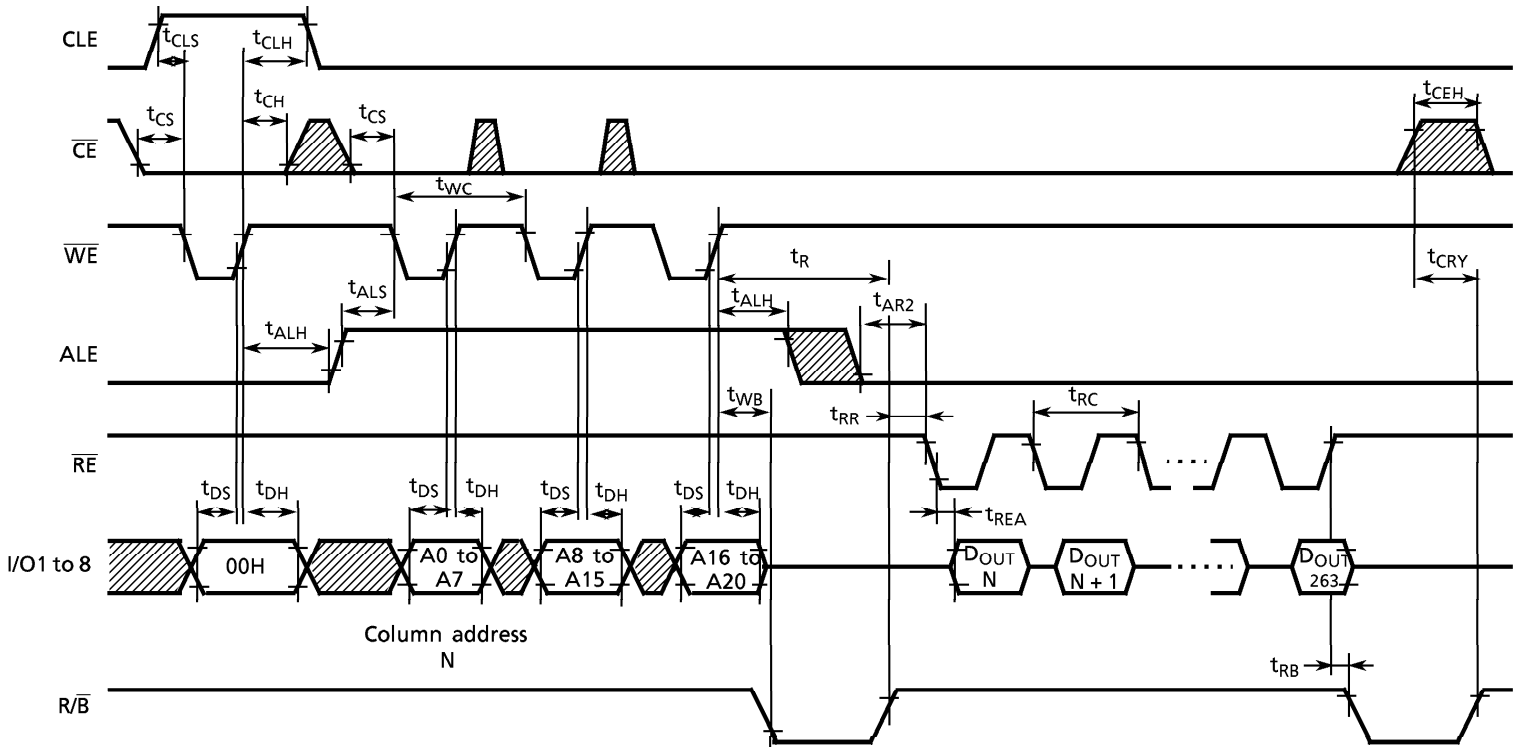 CLE
tCLS
tCLH
tCEH
CE
tCS
tCH
tCS
WE
tWC
tR
tCRY
ALE
tALH
tALS
tALH
tAR2
RE
tWB
tRR
tRC
tDS
tDH
tDS
tDH
tDS
tDH
tDS
tDH
tREA
I/O1 to 8
00H
A0 to
A7
A8 to
A15
A16 to
A20
DOUT
N
DOUT
N + 1
DOUT
263
Column address
N
tRB
R/B